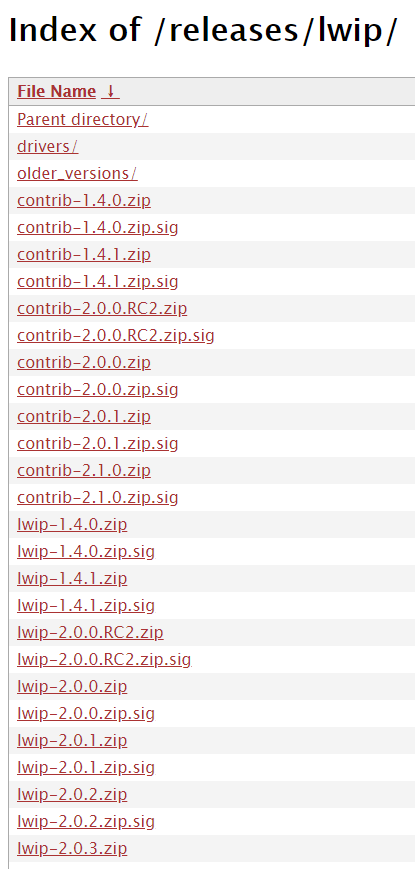 Index of /releases/lwip/
File Name ↓
Parent directory/
drivers/
older_versions/
contrib-1.4.0.zip
contrib-1.4.0.zip.sig
contrib-1.4.1.zip
contrib-1.4.1.zip.sig
contrib-2.0.0.RC2.zip
contrib-2.0.0.RC2.zip.sig
contrib-2.0.0.zip
contrib-2.0.0.zip.sig
contrib-2.0.1.zip
contrib-2.0.1.zip.sig
contrib-2.1.0.zip
contrib-2.1.0.zip.sig
lwip-1.4.0.zip
lwip-1.4.0.zip.sig
lwip-1.4.1.zip
lwip-1.4.1.zip.sig
lwip-2.0.0.RC2.zip
lwip-2.0.0.RC2.zip.sig
lwip-2.0.0.zip
lwip-2.0.0.zip.sig
lwip-2.0.1.zip
lwip-2.0.1.zip.sig
lwip-2.0.2.zip
lwip-2.0.2.zip.sig
lwip-2.0.3.zip